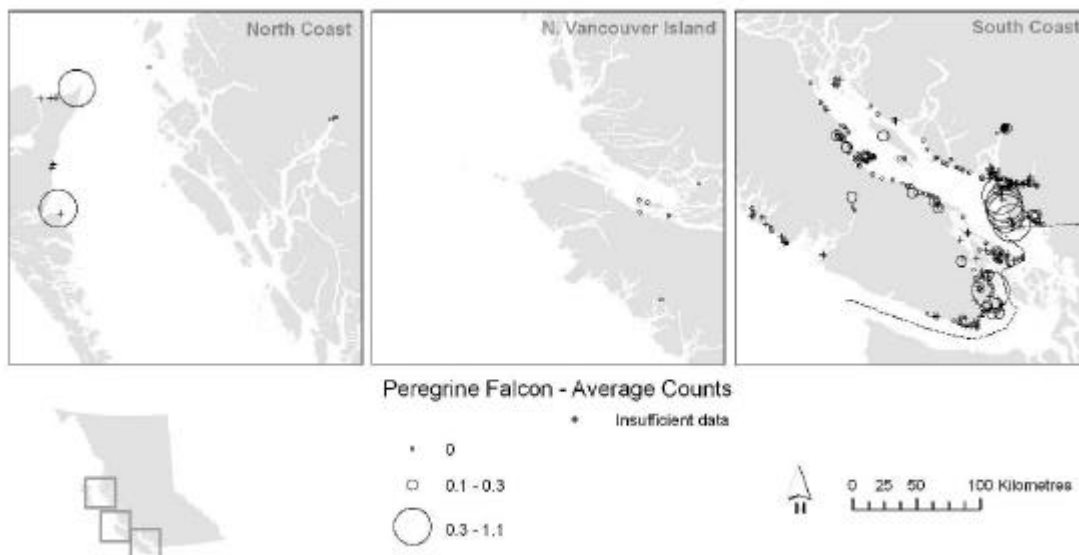 North Coast
N. Vancouver Island
South Coast
Peregrine Falcon - Average Counts
Insufficient data
0
0.1 - 0.3
0.3 - 1.1
N
0 25 50 100 Kilometres